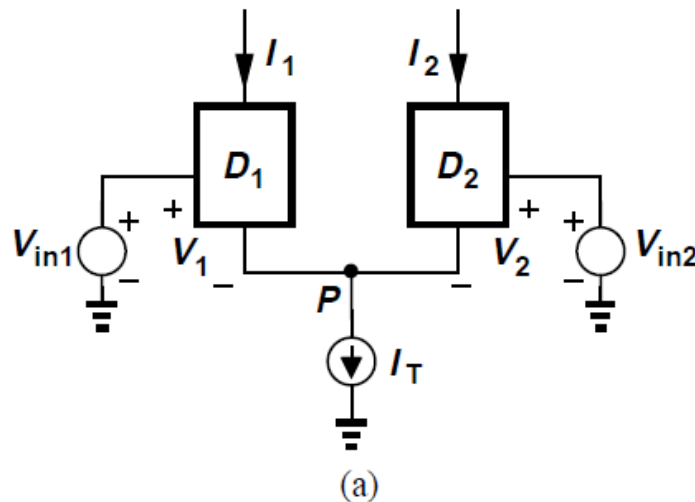 I1 I2
D1 D2
+ + + +
Vin1 V1 V2 Vin2
− − − −
P
IT
(a)